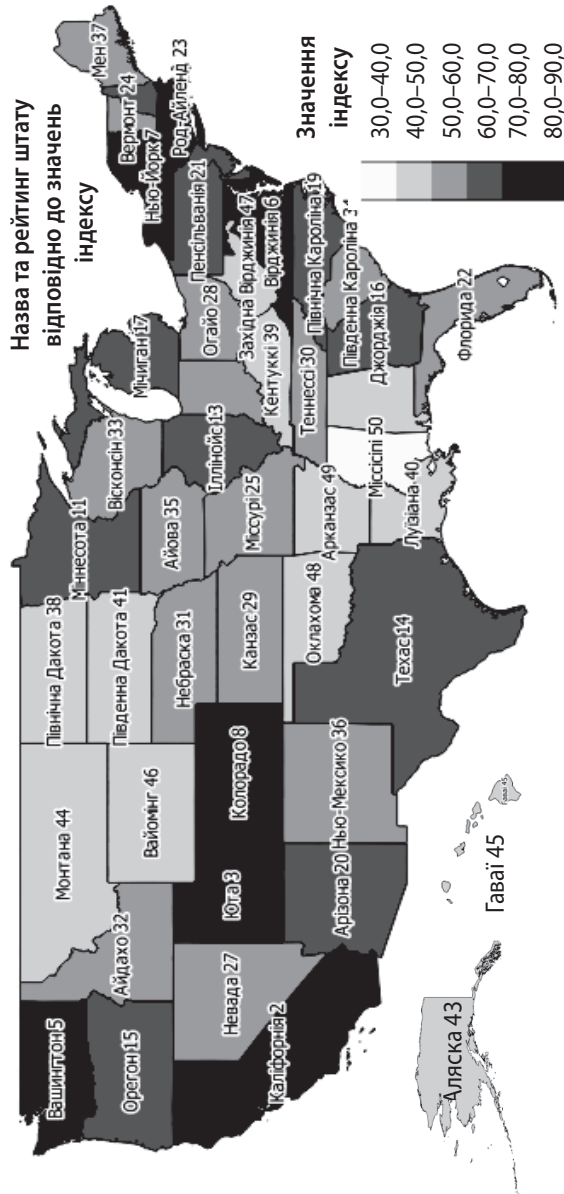 Назва та рейтинг штату
відповідно до значень
індексу
Вашингтон 5
Орегон 15
Каліфорнія 2
Невада 27
Айдахо 32
Монтана 44
Вайомінг 46
Юта 3
Колорадо 8
Арізона 20
Нью-Мексико 36
Північна Дакота 38
Південна Дакота 41
Небраска 31
Канзас 29
Оклахома 48
Техас 14
Міннесота 11
Айова 35
Міссурі 25
Арканзас 49
Луїзіана 40
Вісконсін 33
Іллінойс 13
Міссісіпі 50
Мічиган 17
Огайо 28
Кентуккі 39
Теннессі 30
Західна Вірджинія 47
Вірджинія 6
Північна Кароліна 19
Південна Кароліна 34
Джорджія 16
Флорида 22
Пенсільванія 21
Нью-Йорк 7
Вермонт 24
Мен 37
Род-Айленд 23
Аляска 43
Гаваї 45
Гаваї 45
Значення
індексу
30,0–40,0
40,0–50,0
50,0–60,0
60,0–70,0
70,0–80,0
80,0–90,0